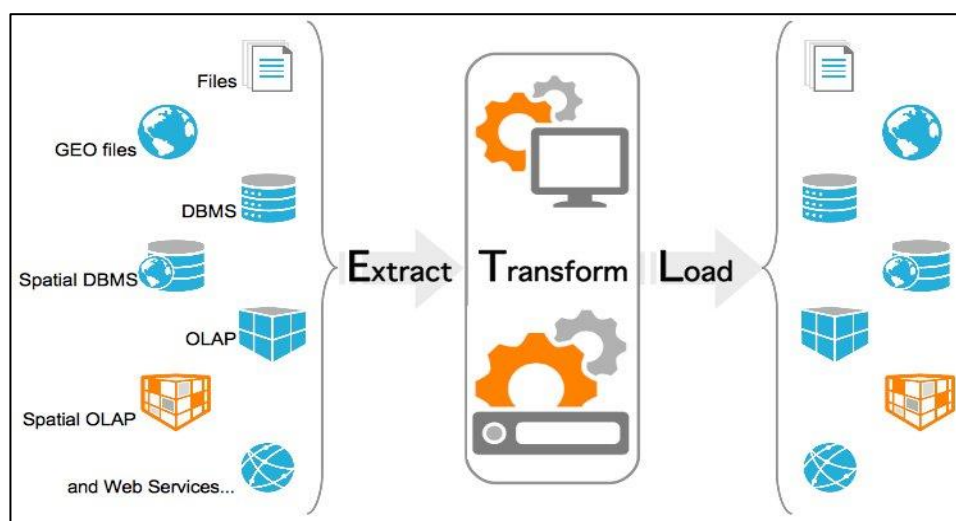 Files
GEO files
DBMS
Spatial DBMS
OLAP
Spatial OLAP
and Web Services...
Extract
Transform
Load